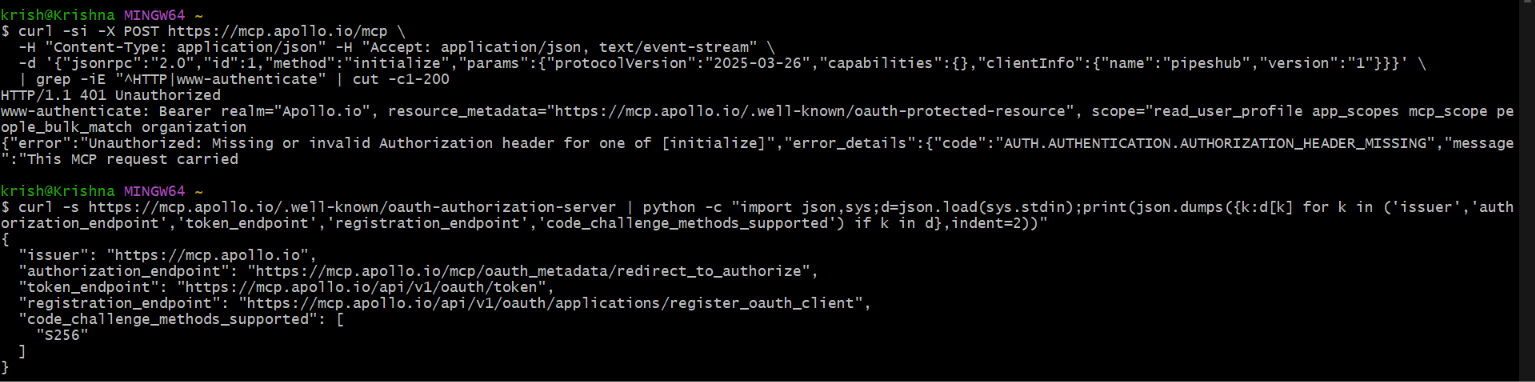 krish@Krishna MINGW64 ~
$ curl -si -X POST https://mcp.apollo.io/mcp \
  -H "Content-Type: application/json" -H "Accept: application/json, text/event-stream" \
  -d '{"jsonrpc":"2.0","id":1,"method":"initialize","params":{"protocolVersion":"2025-03-26","capabilities":{},"clientInfo":{"name":"pipeshub","version":"1"}}}' \
  | grep -iE "^HTTP|www-authenticate" | cut -c1-200
HTTP/1.1 401 Unauthorized
www-authenticate: Bearer realm="Apollo.io", resource_metadata="https://mcp.apollo.io/.well-known/oauth-protected-resource", scope="read_user_profile app_scopes mcp_scope pe
ople_bulk_match organization
{"error":"Unauthorized: Missing or invalid Authorization header for one of [initialize]","error_details":{"code":"AUTH.AUTHENTICATION.AUTHORIZATION_HEADER_MISSING","message
":"This MCP request carried
krish@Krishna MINGW64 ~
$ curl -s https://mcp.apollo.io/.well-known/oauth-authorization-server | python -c "import json,sys;d=json.load(sys.stdin);print(json.dumps({k:d[k] for k in ('issuer','auth
orization_endpoint','token_endpoint','registration_endpoint','code_challenge_methods_supported') if k in d},indent=2))"
{
  "issuer": "https://mcp.apollo.io",
  "authorization_endpoint": "https://mcp.apollo.io/mcp/oauth_metadata/redirect_to_authorize",
  "token_endpoint": "https://mcp.apollo.io/api/v1/oauth/token",
  "registration_endpoint": "https://mcp.apollo.io/api/v1/oauth/applications/register_oauth_client",
  "code_challenge_methods_supported": [
    "S256"
  ]
}